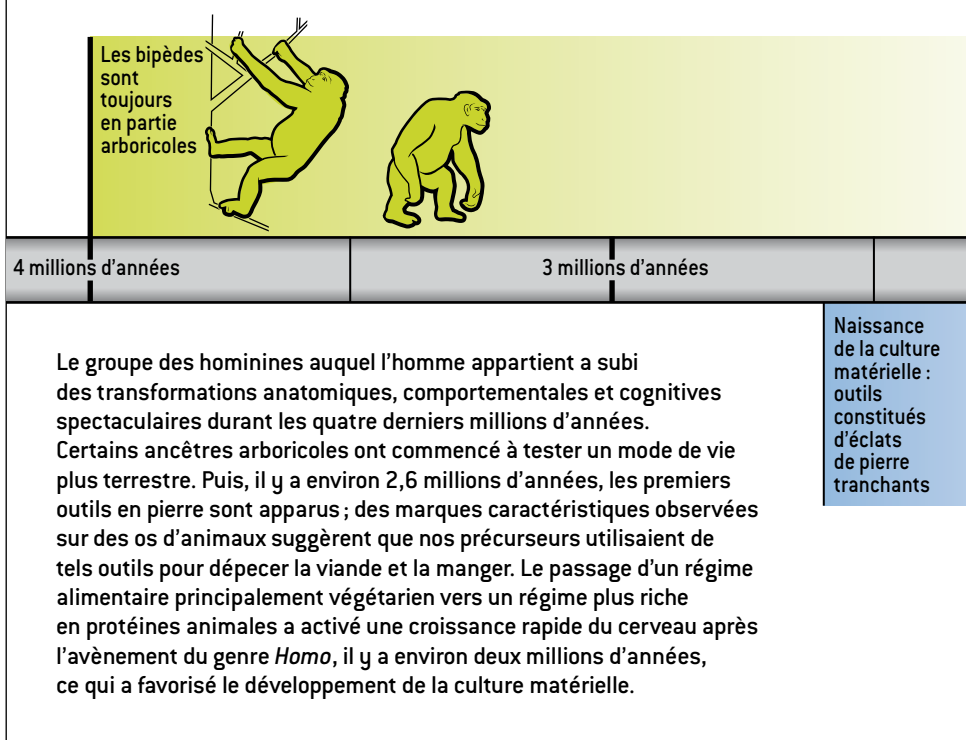 Les bipèdes
sont
toujours
en partie
arboricoles
4 millions d'années
3 millions d'années
Naissance
de la culture
matérielle :
outils
constitués
d'éclats
de pierre
tranchants
Le groupe des hominines auquel l'homme appartient a subi
des transformations anatomiques, comportementales et cognitives
spectaculaires durant les quatre derniers millions d'années.
Certains ancêtres arboricoles ont commencé à tester un mode de vie
plus terrestre. Puis, il y a environ 2,6 millions d'années, les premiers
outils en pierre sont apparus ; des marques caractéristiques observées
sur des os d'animaux suggèrent que nos précurseurs utilisaient de
tels outils pour dépecer la viande et la manger. Le passage d'un régime
alimentaire principalement végétarien vers un régime plus riche
en protéines animales a activé une croissance rapide du cerveau après
l'avènement du genre Homo, il y a environ deux millions d'années,
ce qui a favorisé le développement de la culture matérielle.